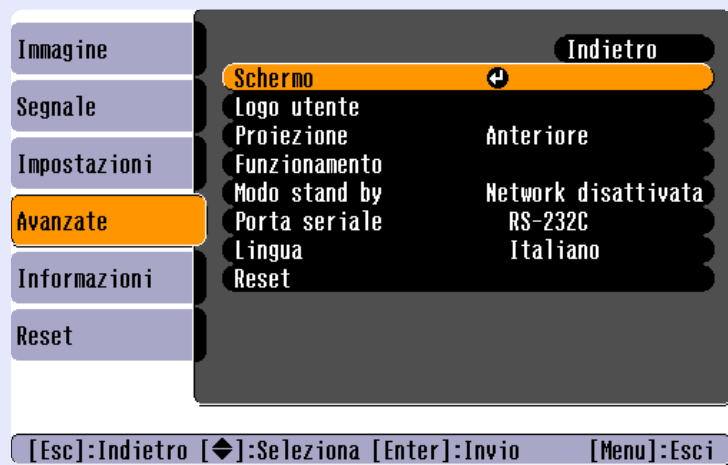 Immagine
Segnale
Impostazioni
Avanzate
Informazioni
Reset
Indietro
Schermo
Logo utente
Proiezione Anteriore
Funzionamento
Modo stand by Network disattivata
Porta seriale RS-232C
Lingua Italiano
Reset
[Esc]:Indietro [◆]:Seleziona [Enter]:Invio [Menu]:Esci